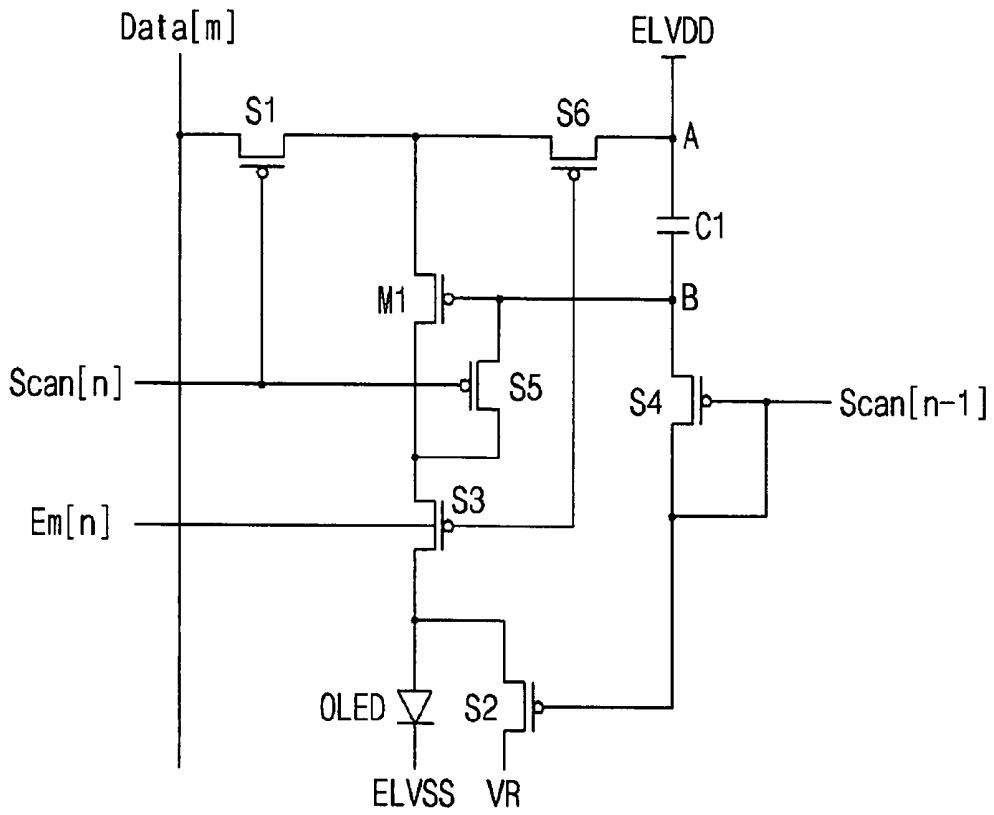 Data[m]
ELVDD
S1
S6
A
C1
M1
B
Scan[n]
S5
S4
Scan[n-1]
S3
Em[n]
OLED
S2
ELVSS
VR